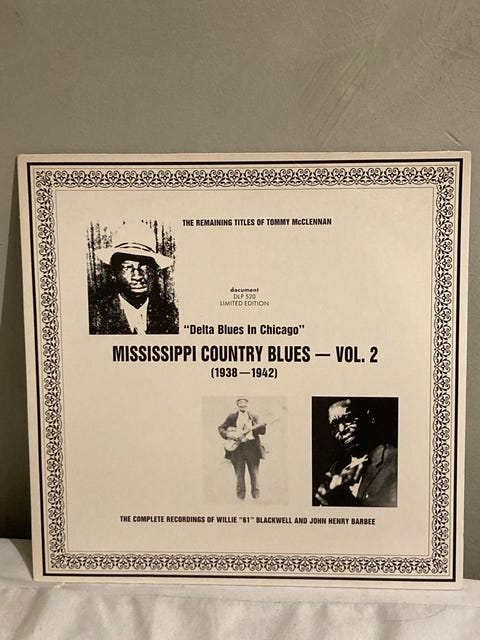 THE REMAINING TITLES OF TOMMY McCLENNAN
document
DLP 520
LIMITED EDITION
"Delta Blues In Chicago"
MISSISSIPPI COUNTRY BLUES — VOL. 2
(1938—1942)
THE COMPLETE RECORDINGS OF WILLIE "61" BLACKWELL AND JOHN HENRY BARBEE